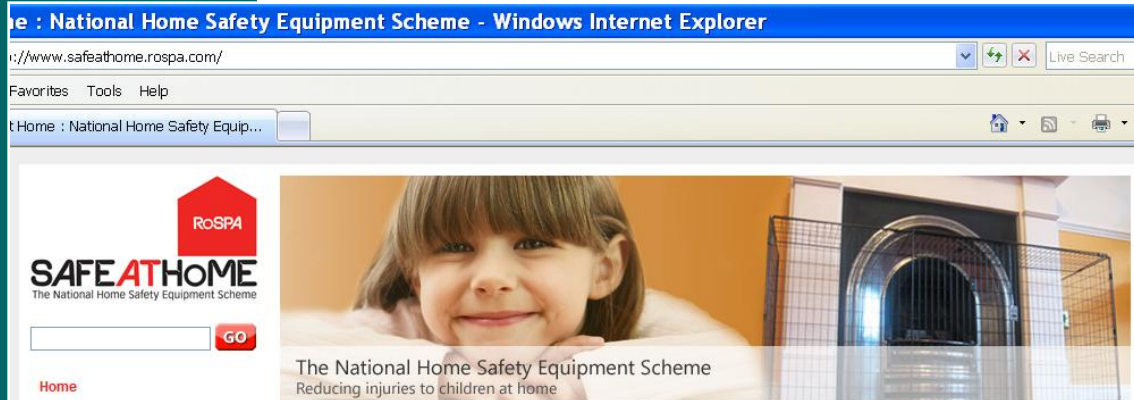 : National Home Safety Equipment Scheme - Windows Internet Explorer
://www.safeathome.rospa.com/
Live Search
Favorites Tools Help
t Home : National Home Safety Equip...
RoSPA
SAFEATHOME
The National Home Safety Equipment Scheme
GO
Home
The National Home Safety Equipment Scheme
Reducing injuries to children at home